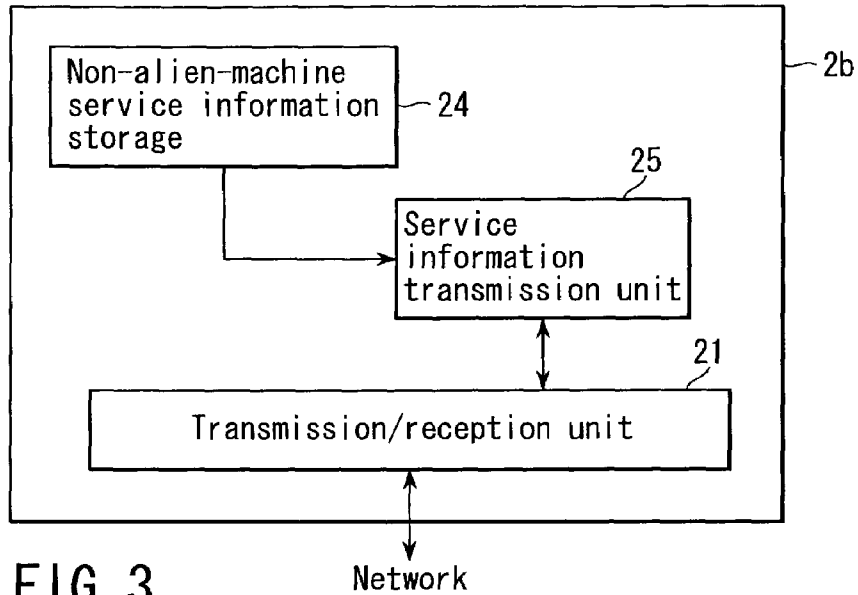 2b
Non-alien-machine
service information
storage
24
25
Service
information
transmission unit
21
Transmission/reception unit
Network
FIG. 3